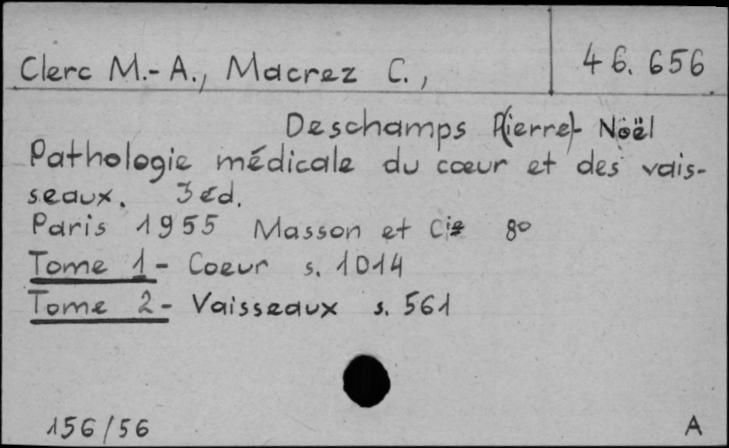 Clerc M.-A., Macrez C.,
46. 656
Deschamps P(ierre)- Noël
Pathologie médicale du cœur et des vais-
seaux. 3 éd.
Paris 1955 Masson et Cie 8º
Tome 1 - Coeur s. 1014
Tome 2 - Vaisseaux s. 561
156/56
A